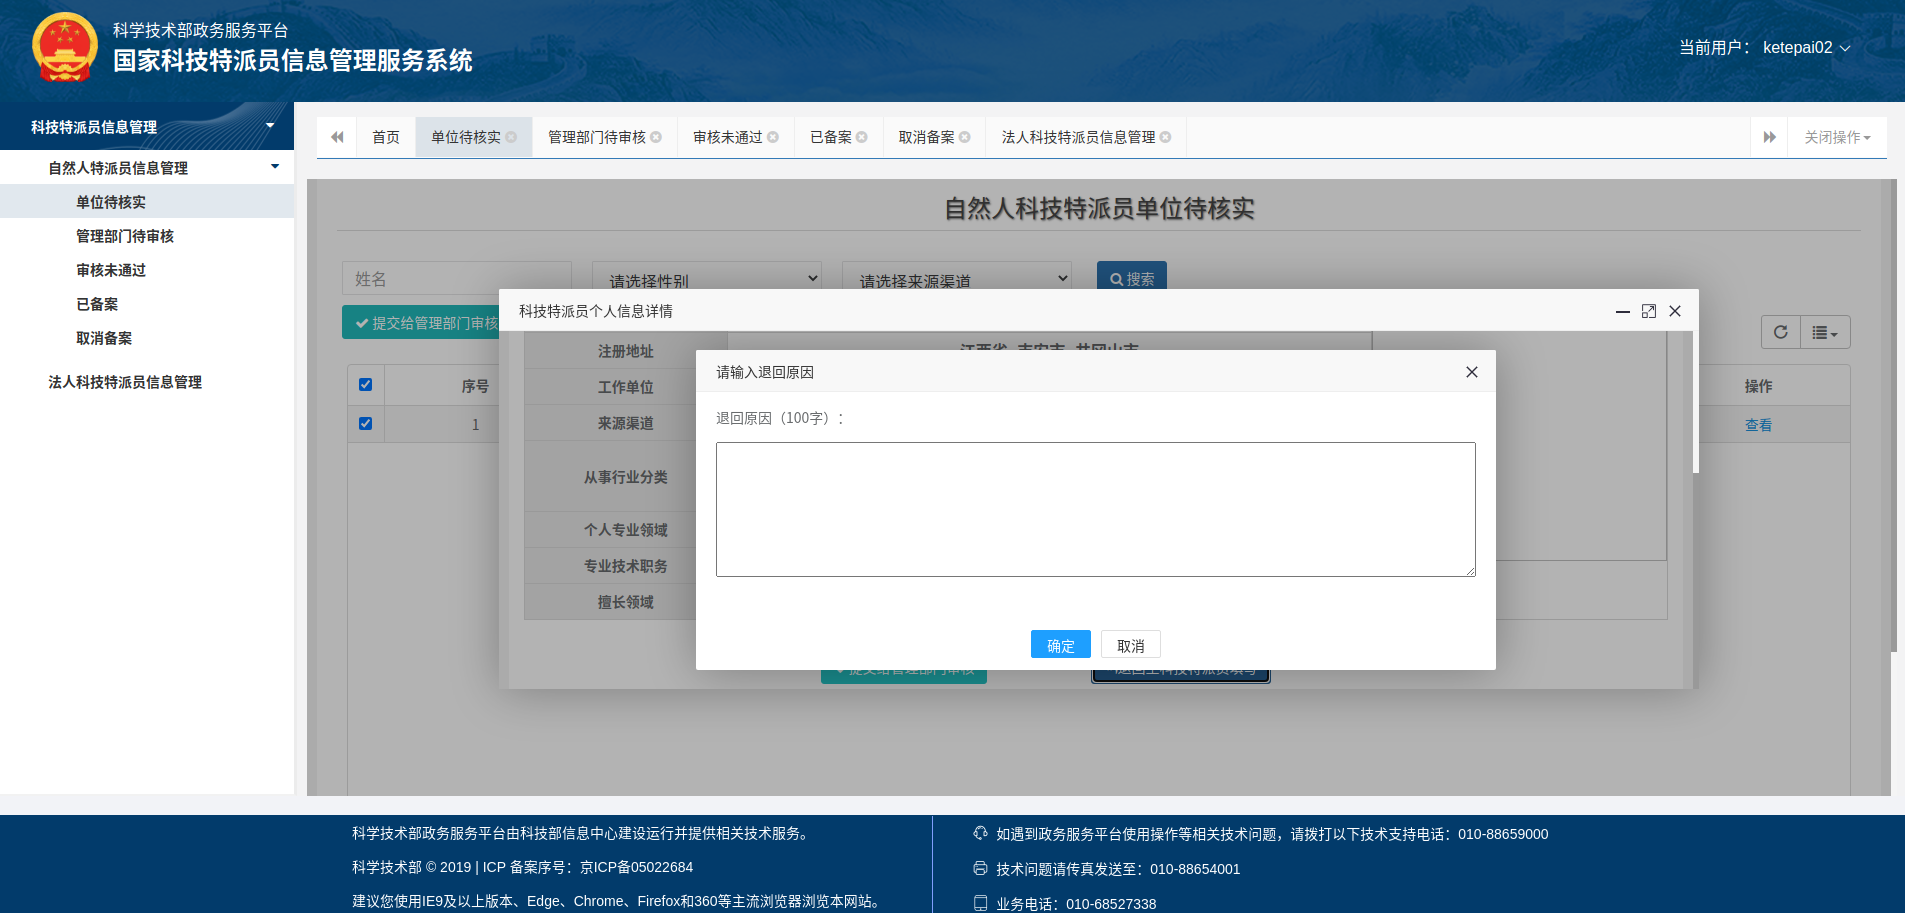 科学技术部政务服务平台
国家科技特派员信息管理服务系统
当前用户： ketepai02
科技特派员信息管理
自然人特派员信息管理
单位待核实
管理部门待审核
审核未通过
已备案
取消备案
法人科技特派员信息管理
首页 单位待核实 管理部门待审核 审核未通过 已备案 取消备案 法人科技特派员信息管理 关闭操作
自然人科技特派员单位待核实
姓名 请选择性别 请选择来源渠道 搜索
提交给管理部门审核
序号 操作
1 查看
科技特派员个人信息详情
注册地址
工作单位
来源渠道
从事行业分类
个人专业领域
专业技术职务
擅长领域
请输入退回原因
退回原因（100字）：
确定 取消
提交给管理部门审核
科学技术部政务服务平台由科技部信息中心建设运行并提供相关技术服务。
科学技术部 © 2019 | ICP 备案序号：京ICP备05022684
建议您使用IE9及以上版本、Edge、Chrome、Firefox和360等主流浏览器浏览本网站。
如遇到政务服务平台使用操作等相关技术问题，请拨打以下技术支持电话：010-88659000
技术问题请传真发送至：010-88654001
业务电话：010-68527338